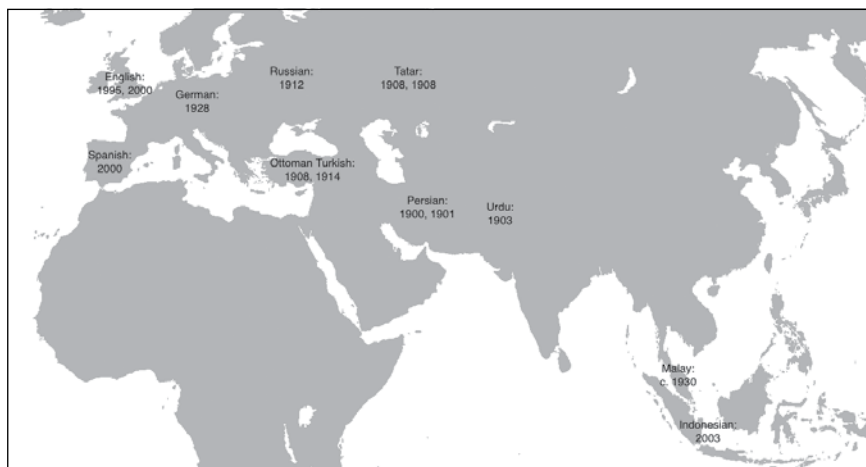 English:
1995, 2000
German:
1928
Russian:
1912
Tatar:
1908, 1908
Spanish:
2000
Ottoman Turkish:
1908, 1914
Persian:
1900, 1901
Urdu:
1903
Malay:
c. 1930
Indonesian:
2003